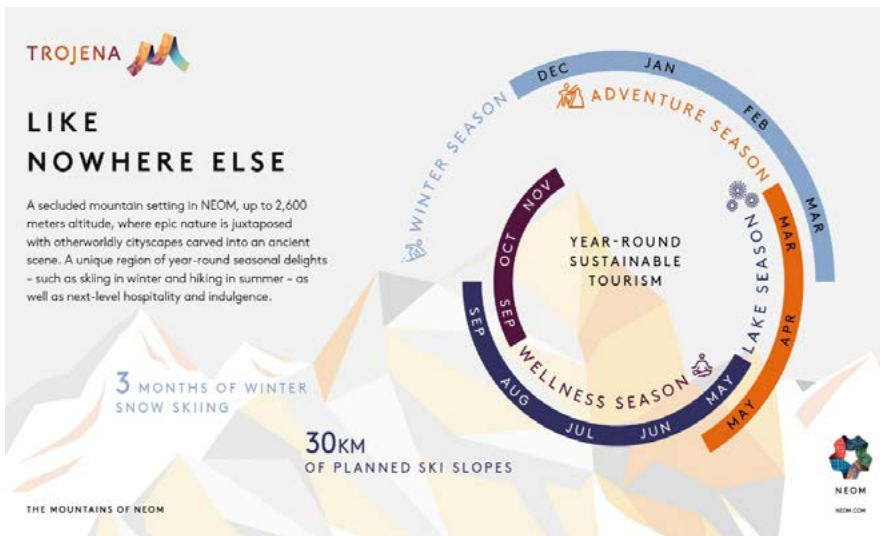 TROJENA
LIKE
NOWHERE ELSE
A secluded mountain setting in NEOM, up to 2,600
meters altitude, where epic nature is juxtaposed
with otherworldly cityscapes carved into an ancient
scene. A unique region of year-round seasonal delights
– such as skiing in winter and hiking in summer – as
well as next-level hospitality and indulgence.
3 MONTHS OF WINTER
SNOW SKIING
30KM
OF PLANNED SKI SLOPES
THE MOUNTAINS OF NEOM
WINTER SEASON
DEC
JAN
FEB
MAR
ADVENTURE SEASON
MAR
APR
MAY
LAKE SEASON
MAY
JUN
JUL
AUG
SEP
WELLNESS SEASON
SEP
OCT
NOV
YEAR-ROUND
SUSTAINABLE
TOURISM
NEOM
NEOM.COM